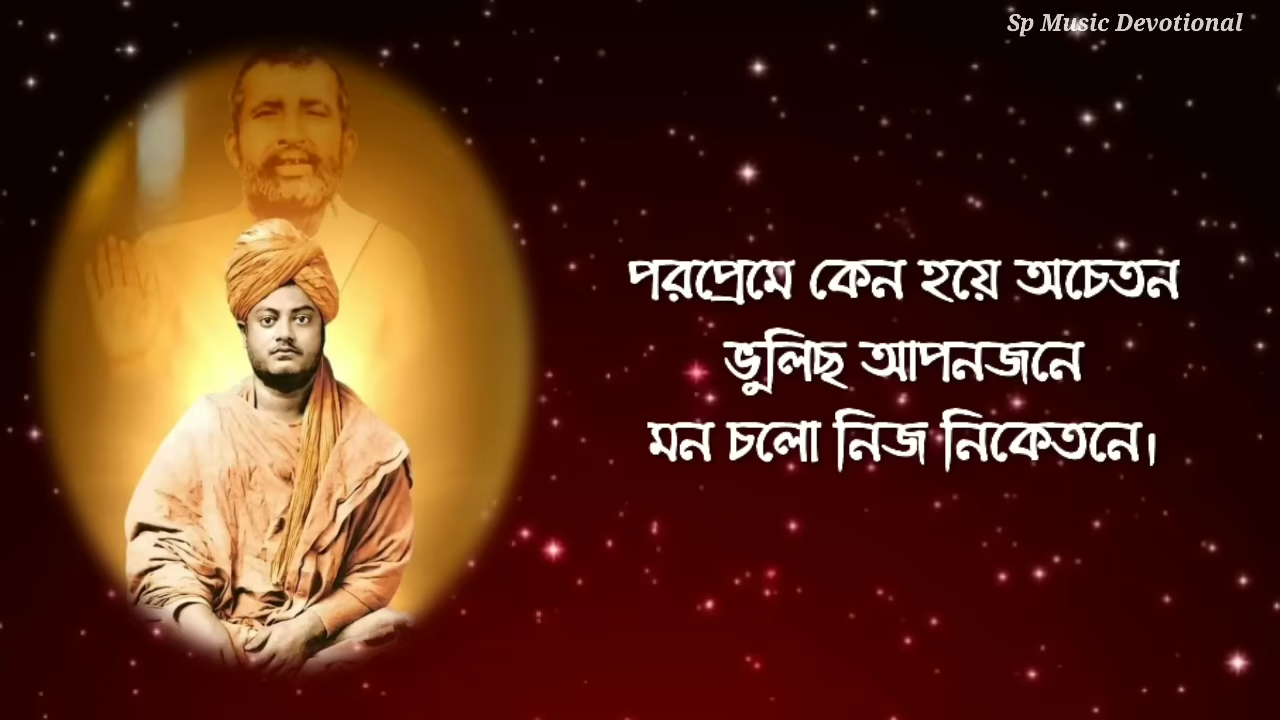 Sp Music Devotional
পরপ্রেমে কেন হয়ে অচেতন
ভুলিছ আপনজনে
মন চলো নিজ নিকেতনে।